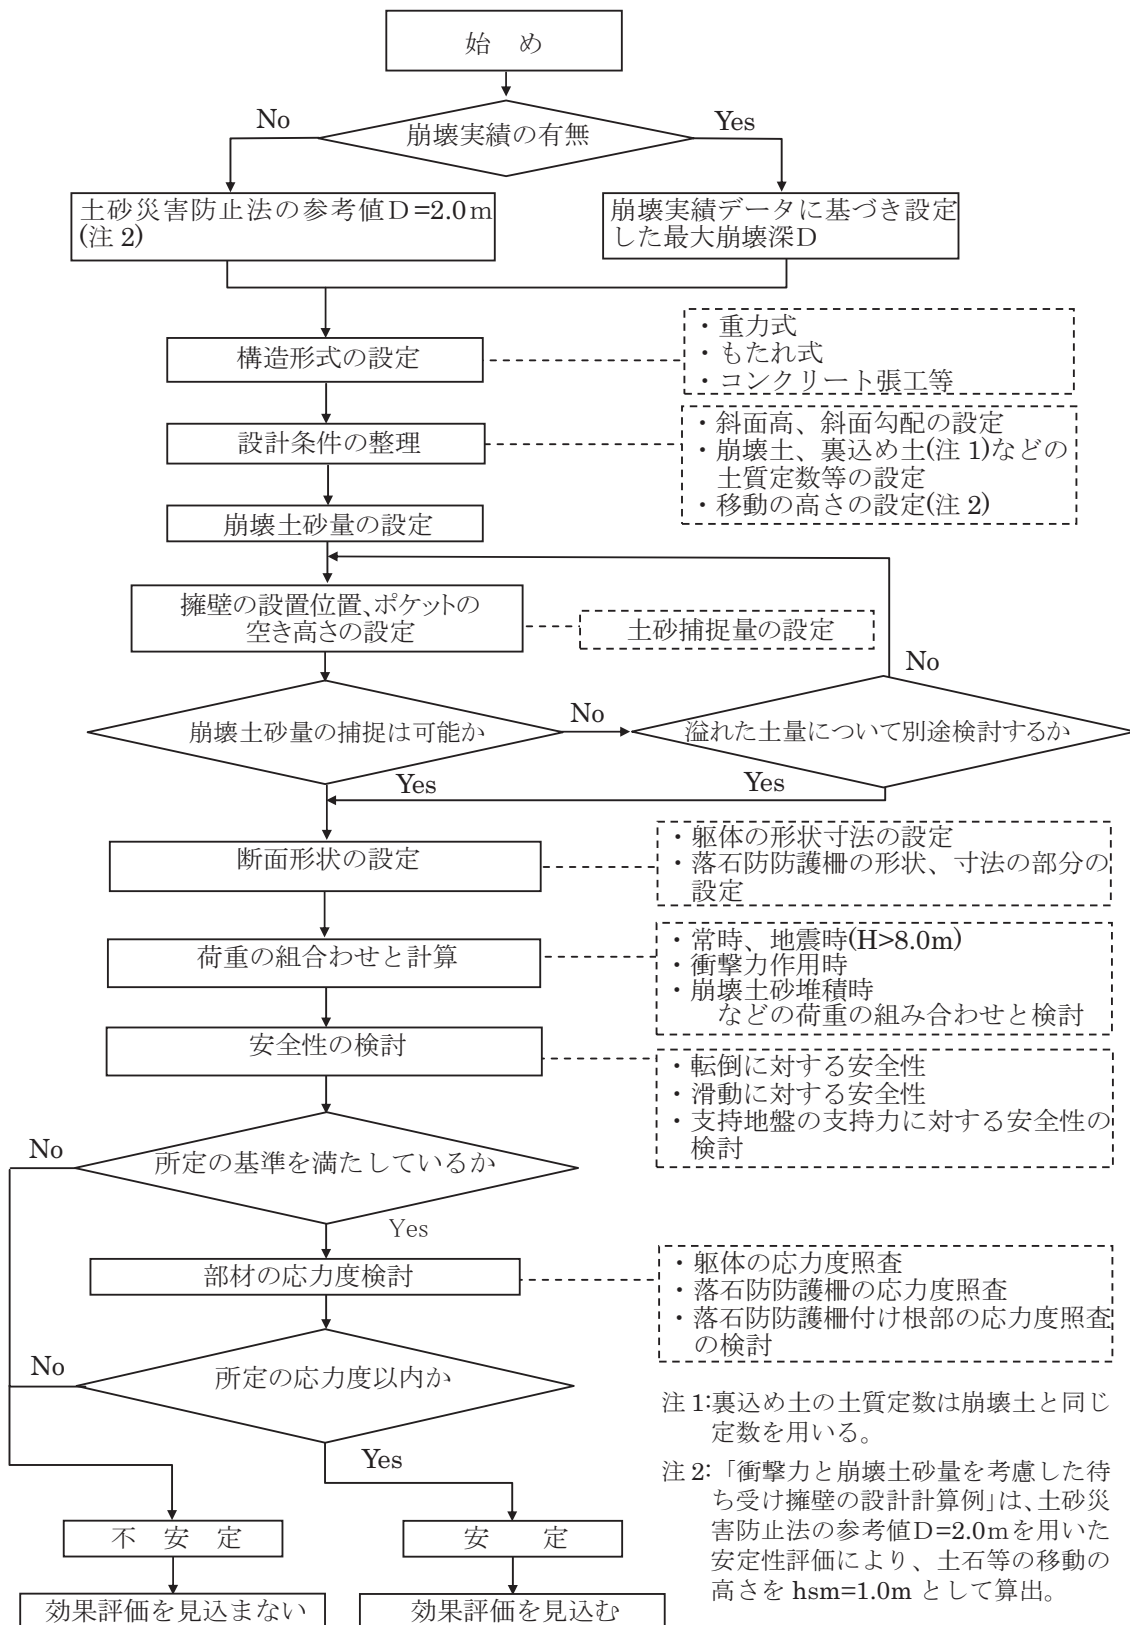 始　め
No
崩壊実績の有無
Yes
土砂災害防止法の参考値D=2.0m
(注 2)
崩壊実績データに基づき設定
した最大崩壊深D
構造形式の設定
・重力式
・もたれ式
・コンクリート張工等
設計条件の整理
・斜面高、斜面勾配の設定
・崩壊土、裏込め土(注 1)などの
土質定数等の設定
・移動の高さの設定(注 2)
崩壊土砂量の設定
擁壁の設置位置、ポケットの
空き高さの設定
土砂捕捉量の設定
No
崩壊土砂量の捕捉は可能か
No
溢れた土量について別途検討するか
Yes
Yes
断面形状の設定
・躯体の形状寸法の設定
・落石防防護柵の形状、寸法の部分の
設定
荷重の組合わせと計算
・常時、地震時(H>8.0m)
・衝撃力作用時
・崩壊土砂堆積時
などの荷重の組み合わせと検討
安全性の検討
・転倒に対する安全性
・滑動に対する安全性
・支持地盤の支持力に対する安全性の
検討
No
所定の基準を満たしているか
Yes
部材の応力度検討
・躯体の応力度照査
・落石防防護柵の応力度照査
・落石防防護柵付け根部の応力度照査
の検討
No
所定の応力度以内か
Yes
注 1:裏込め土の土質定数は崩壊土と同じ
定数を用いる。
注 2:「衝撃力と崩壊土砂量を考慮した待
ち受け擁壁の設計計算例」は、土砂災
害防止法の参考値D=2.0mを用いた
安定性評価により、土石等の移動の
高さを hsm=1.0m として算出。
不　安　定
安　　定
効果評価を見込まない
効果評価を見込む